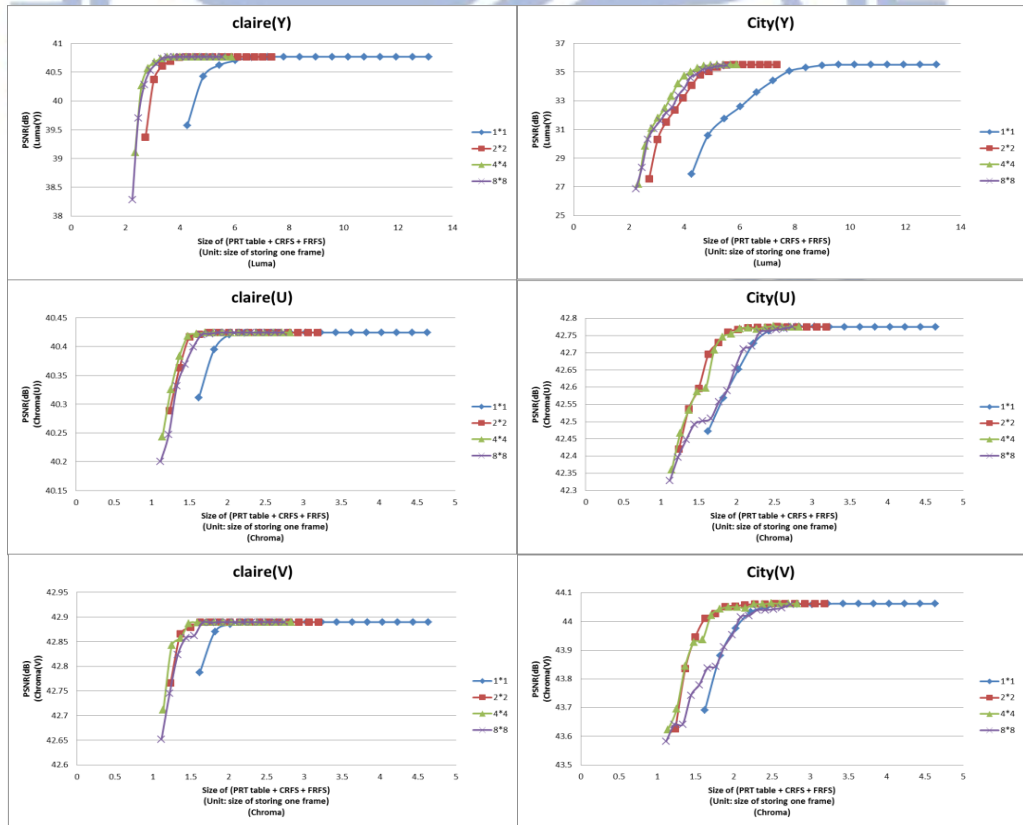 claire(Y)
PSNR(dB)
(Luma(Y))
41
40.5
40
39.5
39
38.5
38
0 2 4 6 8 10 12 14
Size of (PRT table + CRFS + FRFS)
(Unit: size of storing one frame)
(Luma)
1*1
2*2
4*4
8*8
City(Y)
PSNR(dB)
(Luma(Y))
37
35
33
31
29
27
25
0 2 4 6 8 10 12 14
Size of (PRT table + CRFS + FRFS)
(Unit: size of storing one frame)
(Luma)
1*1
2*2
4*4
8*8
claire(U)
PSNR(dB)
(Chroma(U))
40.45
40.4
40.35
40.3
40.25
40.2
40.15
0 0.5 1 1.5 2 2.5 3 3.5 4 4.5 5
Size of (PRT table + CRFS + FRFS)
(Unit: size of storing one frame)
(Chroma)
1*1
2*2
4*4
8*8
City(U)
PSNR(dB)
(Chroma(U))
42.8
42.75
42.7
42.65
42.6
42.55
42.5
42.45
42.4
42.35
42.3
0 0.5 1 1.5 2 2.5 3 3.5 4 4.5 5
Size of (PRT table + CRFS + FRFS)
(Unit: size of storing one frame)
(Chroma)
1*1
2*2
4*4
8*8
claire(V)
PSNR(dB)
(Chroma(V))
42.95
42.9
42.85
42.8
42.75
42.7
42.65
42.6
0 0.5 1 1.5 2 2.5 3 3.5 4 4.5 5
Size of (PRT table + CRFS + FRFS)
(Unit: size of storing one frame)
(Chroma)
1*1
2*2
4*4
8*8
City(V)
PSNR(dB)
(Chroma(V))
44.1
44
43.9
43.8
43.7
43.6
43.5
0 0.5 1 1.5 2 2.5 3 3.5 4 4.5 5
Size of (PRT table + CRFS + FRFS)
(Unit: size of storing one frame)
(Chroma)
1*1
2*2
4*4
8*8